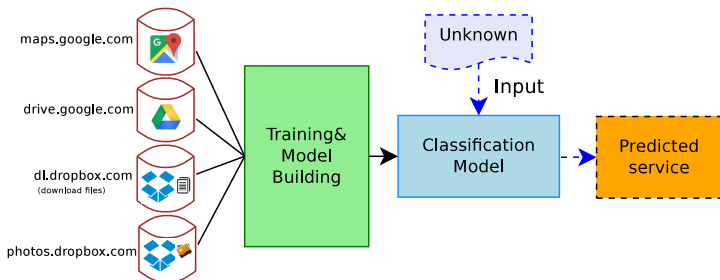 maps.google.com
drive.google.com
dl.dropbox.com
(download files)
photos.dropbox.com
Training&
Model
Building
Unknown
Input
Classification
Model
Predicted
service